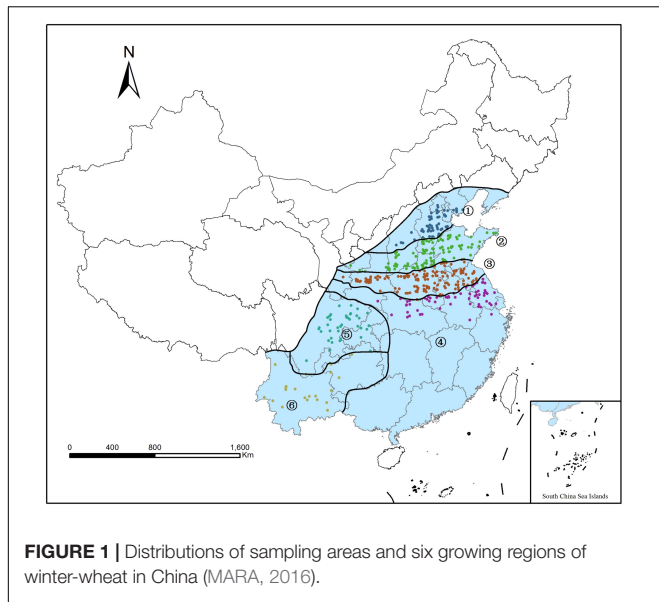 N
①
②
③
④
⑤
⑥
0 400 800 1,600
Km
South China Sea Islands
FIGURE 1 | Distributions of sampling areas and six growing regions of
winter-wheat in China (MARA, 2016).